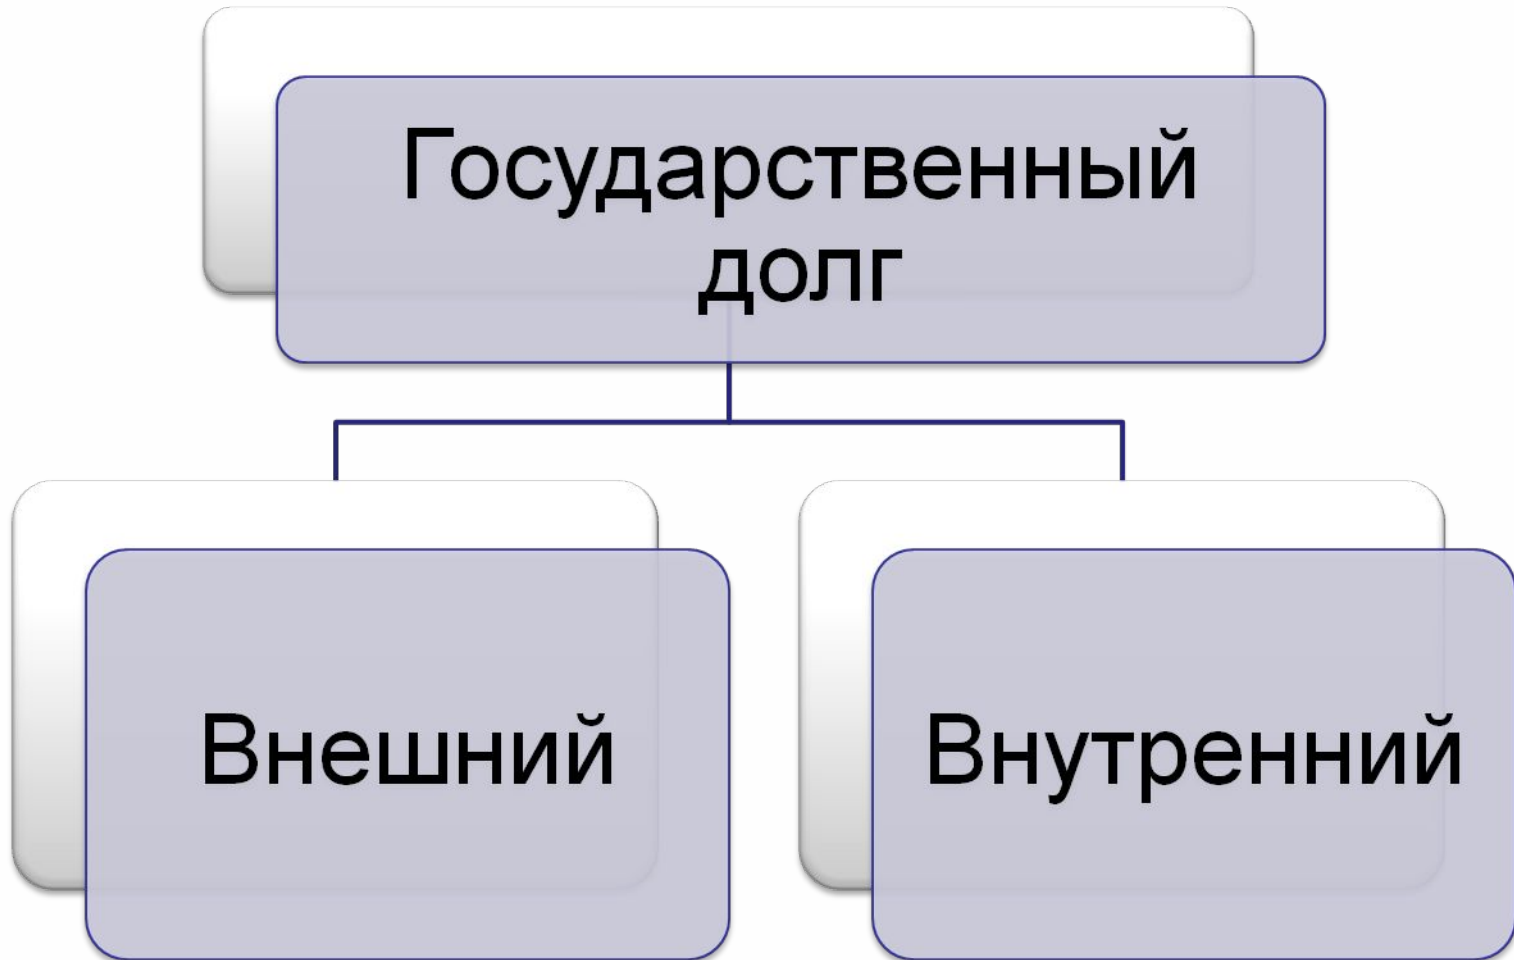 Государственный
долг
Внешний
Внутренний